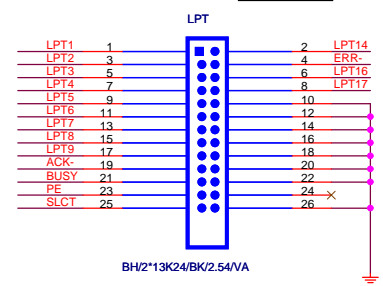 LPT
LPT1 1 2 LPT14
LPT2 3 4 ERR-
LPT3 5 6 LPT16
LPT4 7 8 LPT17
LPT5 9 10
LPT6 11 12
LPT7 13 14
LPT8 15 16
LPT9 17 18
ACK- 19 20
BUSY 21 22
PE 23 24
SLCT 25 26
BH/2*13K24/BK/2.54/VA